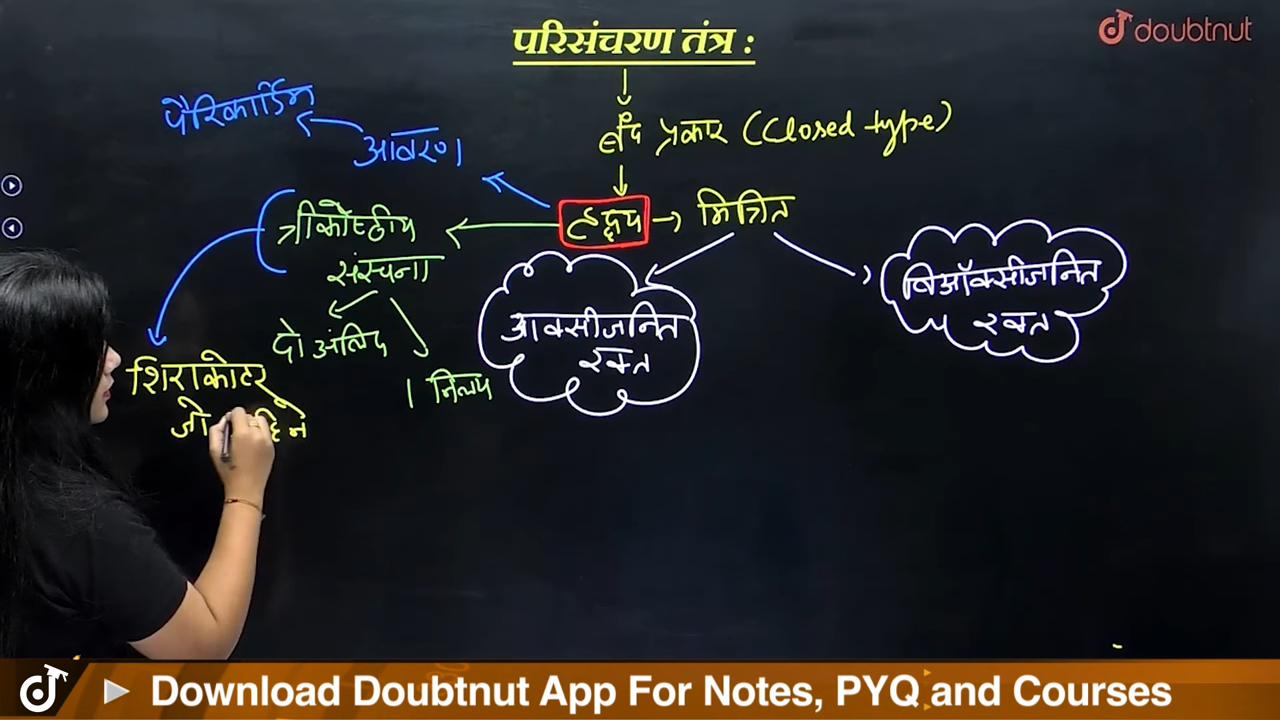 परिसंचरण तंत्र :
doubtnut
बंद प्रकार (Closed type)
पैरिकार्डियम
आवरण
हृदय
मिश्रित
त्रीकोष्ठीय
संरचना
दो अंलिद
1 निलय
आक्सीजनित
रक्त
विऑक्सीजनित
रक्त
शिराकोटर
जो
Download Doubtnut App For Notes, PYQ and Courses